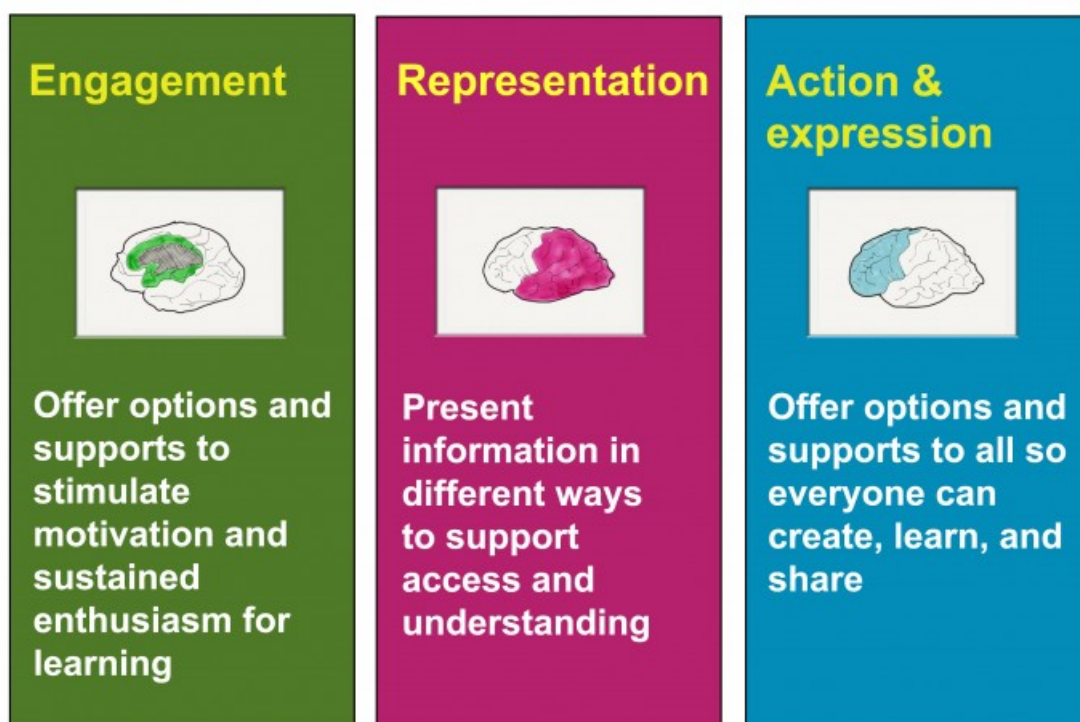 Engagement
Offer options and
supports to
stimulate
motivation and
sustained
enthusiasm for
learning
Representation
Present
information in
different ways
to support
access and
understanding
Action &
expression
Offer options and
supports to all so
everyone can
create, learn, and
share